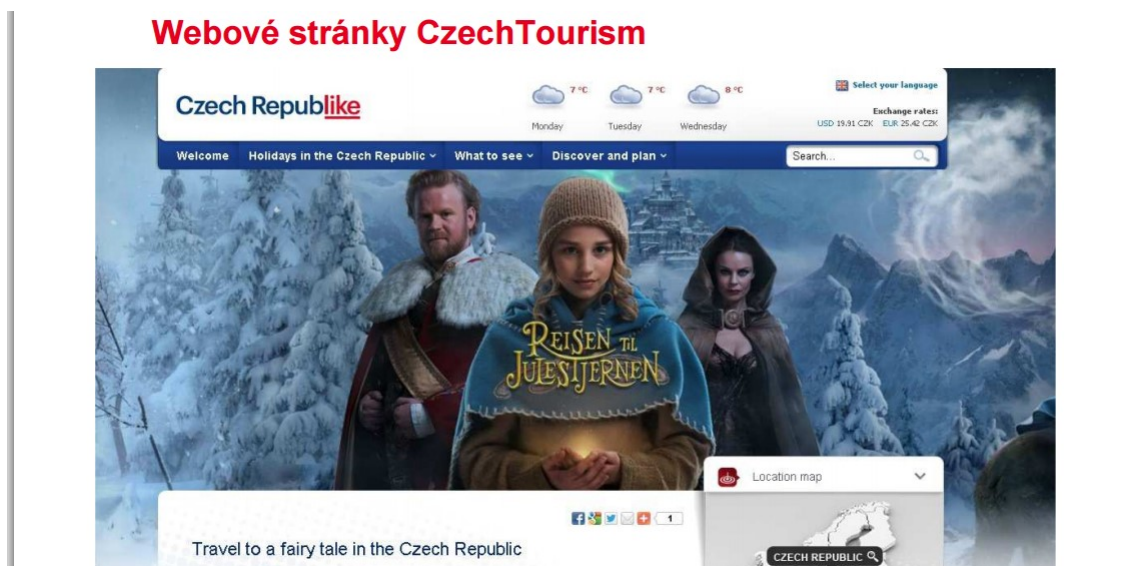 Webové stránky CzechTourism
Czech Republike
7 °C 7 °C 8 °C
Monday Tuesday Wednesday
Select your language
Exchange rates:
USD 19.91 CZK EUR 25.42 CZK
Welcome Holidays in the Czech Republic What to see Discover and plan
Search...
REISEN TIL
JULESTJERNEN
Location map
1
Travel to a fairy tale in the Czech Republic
CZECH REPUBLIC